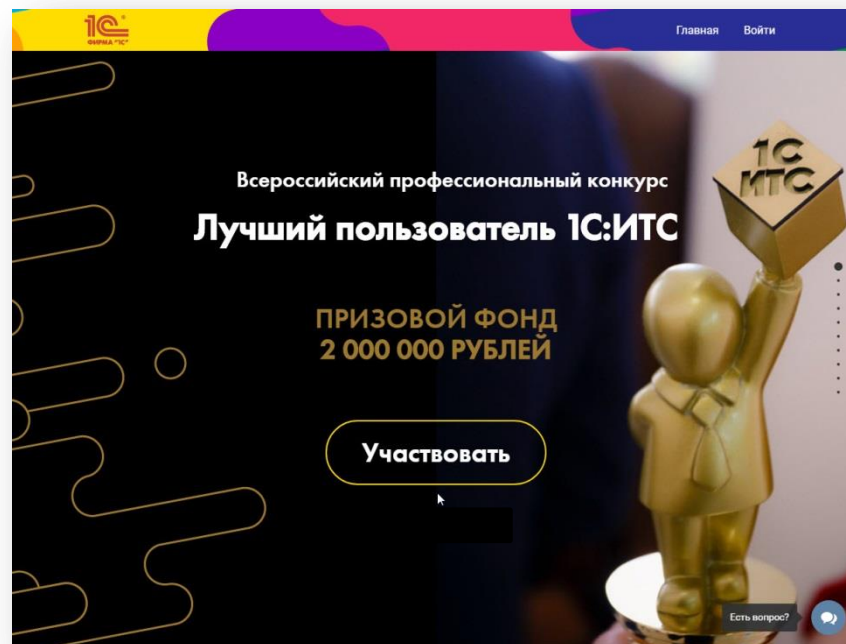 1С
ФИРМА "1С"
Главная
Войти
Всероссийский профессиональный конкурс
Лучший пользователь 1С:ИТС
1С
ИТС
ПРИЗОВОЙ ФОНД
2 000 000 РУБЛЕЙ
Участвовать
Есть вопрос?